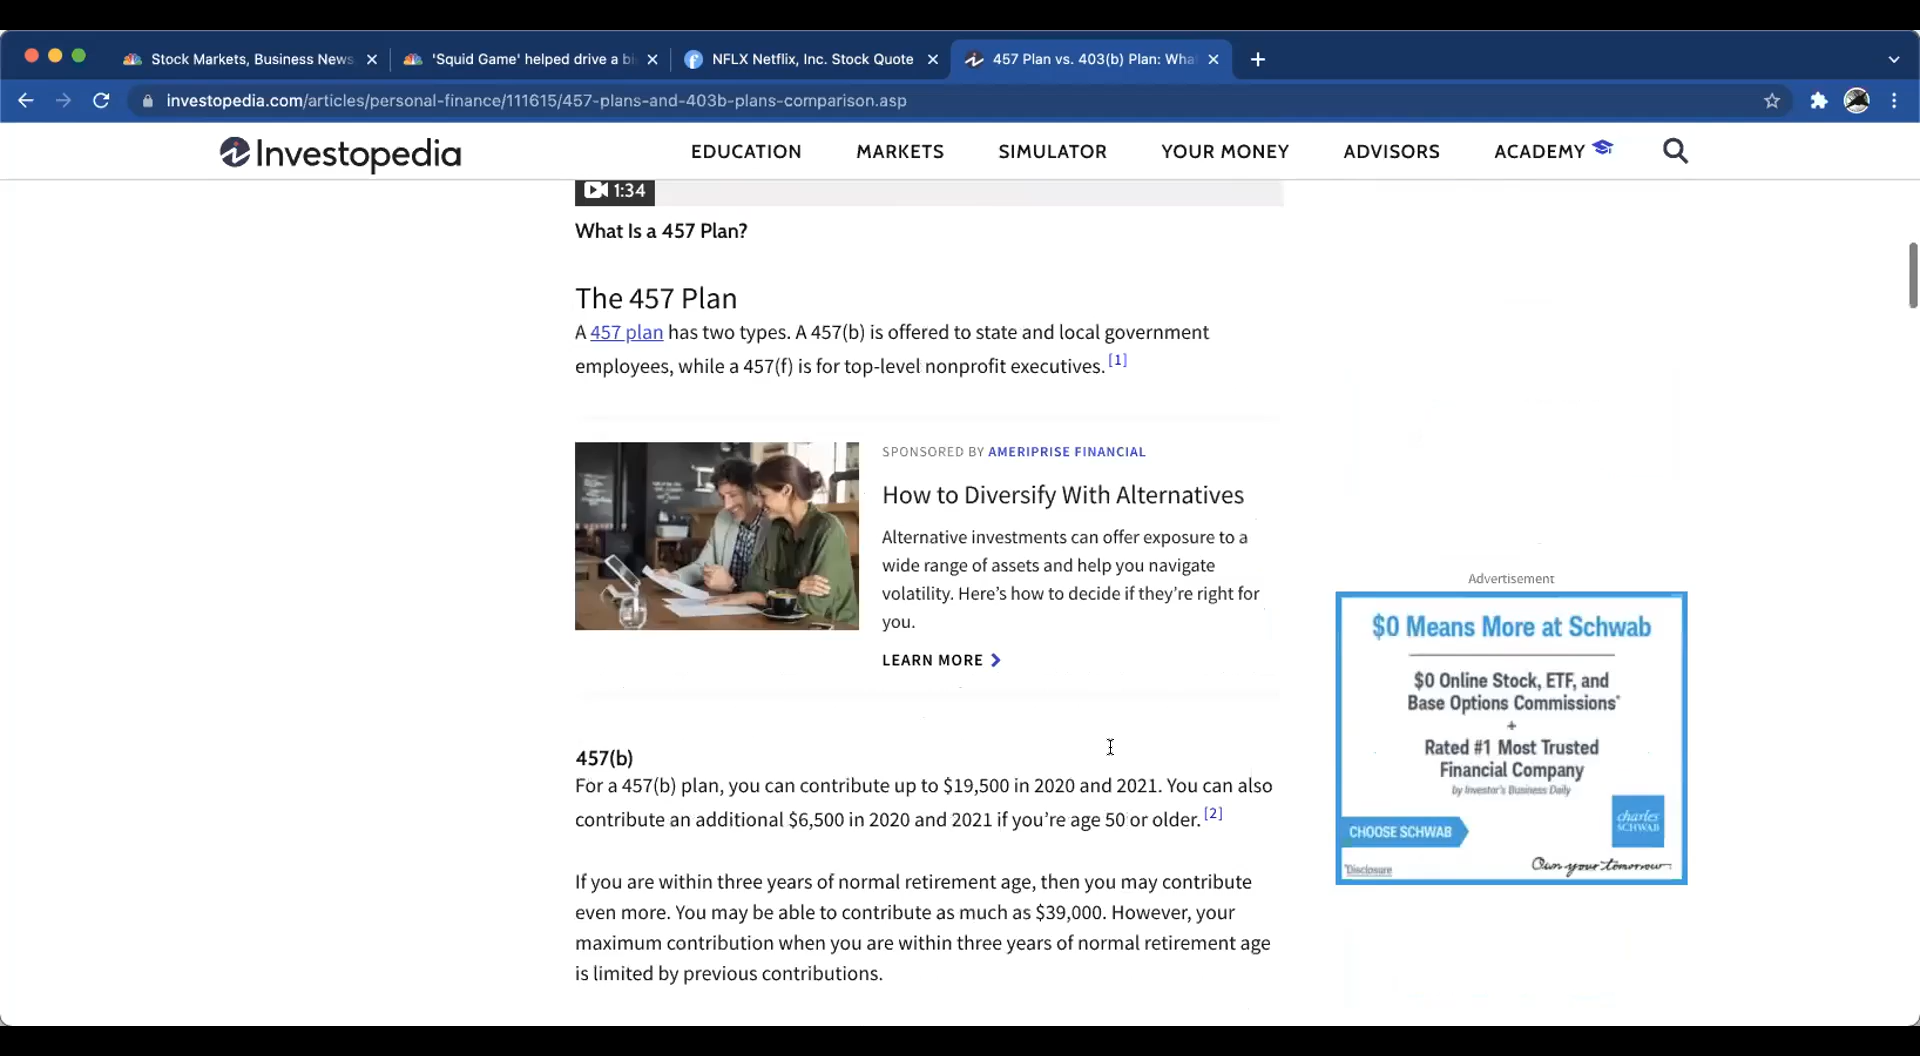 Stock Markets, Business News
'Squid Game' helped drive a bi
NFLX Netflix, Inc. Stock Quote
457 Plan vs. 403(b) Plan: Wha
investopedia.com/articles/personal-finance/111615/457-plans-and-403b-plans-comparison.asp
Investopedia
EDUCATION
MARKETS
SIMULATOR
YOUR MONEY
ADVISORS
ACADEMY
1:34
What Is a 457 Plan?
The 457 Plan
A 457 plan has two types. A 457(b) is offered to state and local government
employees, while a 457(f) is for top-level nonprofit executives. [1]
SPONSORED BY AMERIPRISE FINANCIAL
How to Diversify With Alternatives
Alternative investments can offer exposure to a
wide range of assets and help you navigate
volatility. Here's how to decide if they're right for
you.
LEARN MORE
457(b)
For a 457(b) plan, you can contribute up to $19,500 in 2020 and 2021. You can also
contribute an additional $6,500 in 2020 and 2021 if you're age 50 or older. [2]
If you are within three years of normal retirement age, then you may contribute
even more. You may be able to contribute as much as $39,000. However, your
maximum contribution when you are within three years of normal retirement age
is limited by previous contributions.
Advertisement
$0 Means More at Schwab
$0 Online Stock, ETF, and
Base Options Commissions*
+
Rated #1 Most Trusted
Financial Company
by Investor's Business Daily
CHOOSE SCHWAB
charles
SCHWAB
*Disclosure
Own your tomorrow